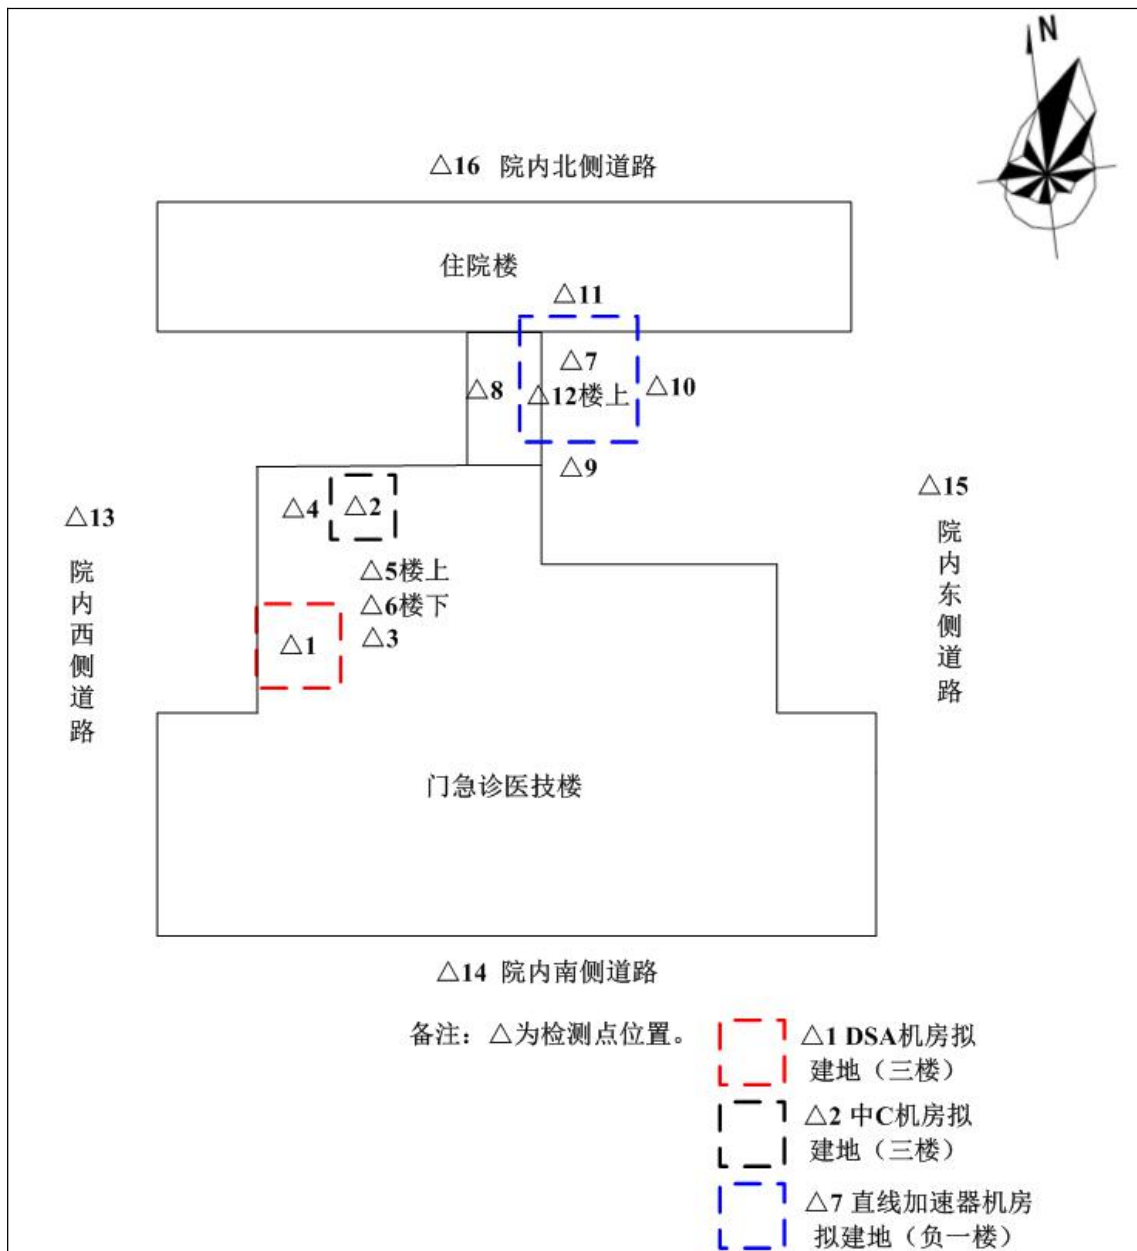 N
△16 院内北侧道路
住院楼
△11
△7
△8
△12楼上
△10
△9
△15
院内东侧道路
△4
△2
△13
院内西侧道路
△5楼上
△6楼下
△3
△1
门急诊医技楼
△14 院内南侧道路
备注：△为检测点位置。
△1 DSA机房拟
建地（三楼）
△2 中C机房拟
建地（三楼）
△7 直线加速器机房
拟建地（负一楼）